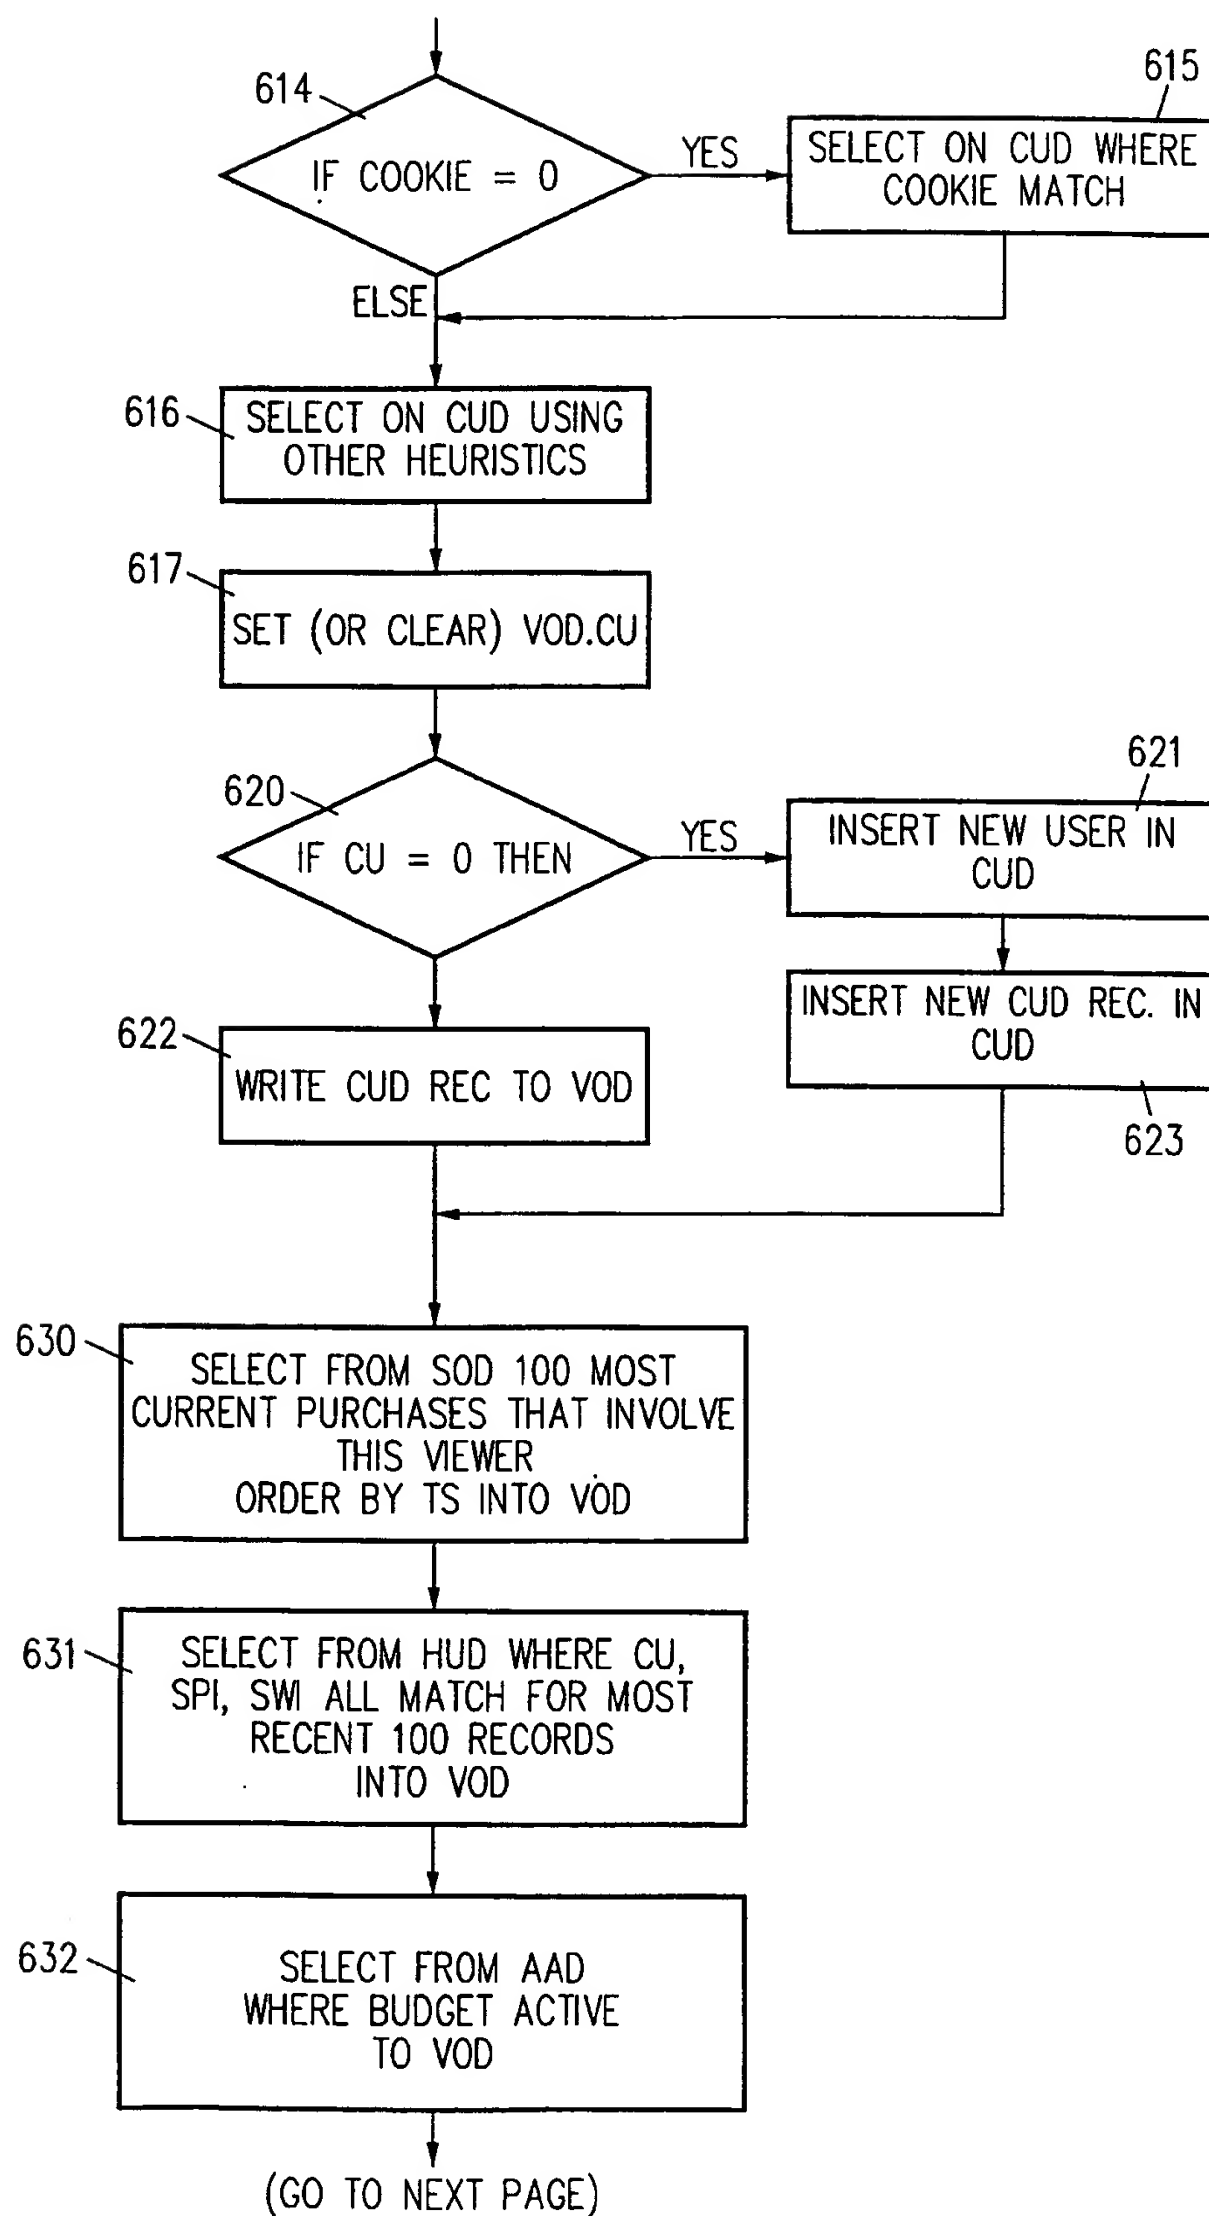 614
615
IF COOKIE = 0
YES
SELECT ON CUD WHERE
COOKIE MATCH
ELSE
616
SELECT ON CUD USING
OTHER HEURISTICS
617
SET (OR CLEAR) VOD.CU
620
IF CU = 0 THEN
YES
621
INSERT NEW USER IN
CUD
INSERT NEW CUD REC. IN
CUD
623
622
WRITE CUD REC TO VOD
630
SELECT FROM SOD 100 MOST
CURRENT PURCHASES THAT INVOLVE
THIS VIEWER
ORDER BY TS INTO VOD
631
SELECT FROM HUD WHERE CU,
SPI, SWI ALL MATCH FOR MOST
RECENT 100 RECORDS
INTO VOD
632
SELECT FROM AAD
WHERE BUDGET ACTIVE
TO VOD
(GO TO NEXT PAGE)